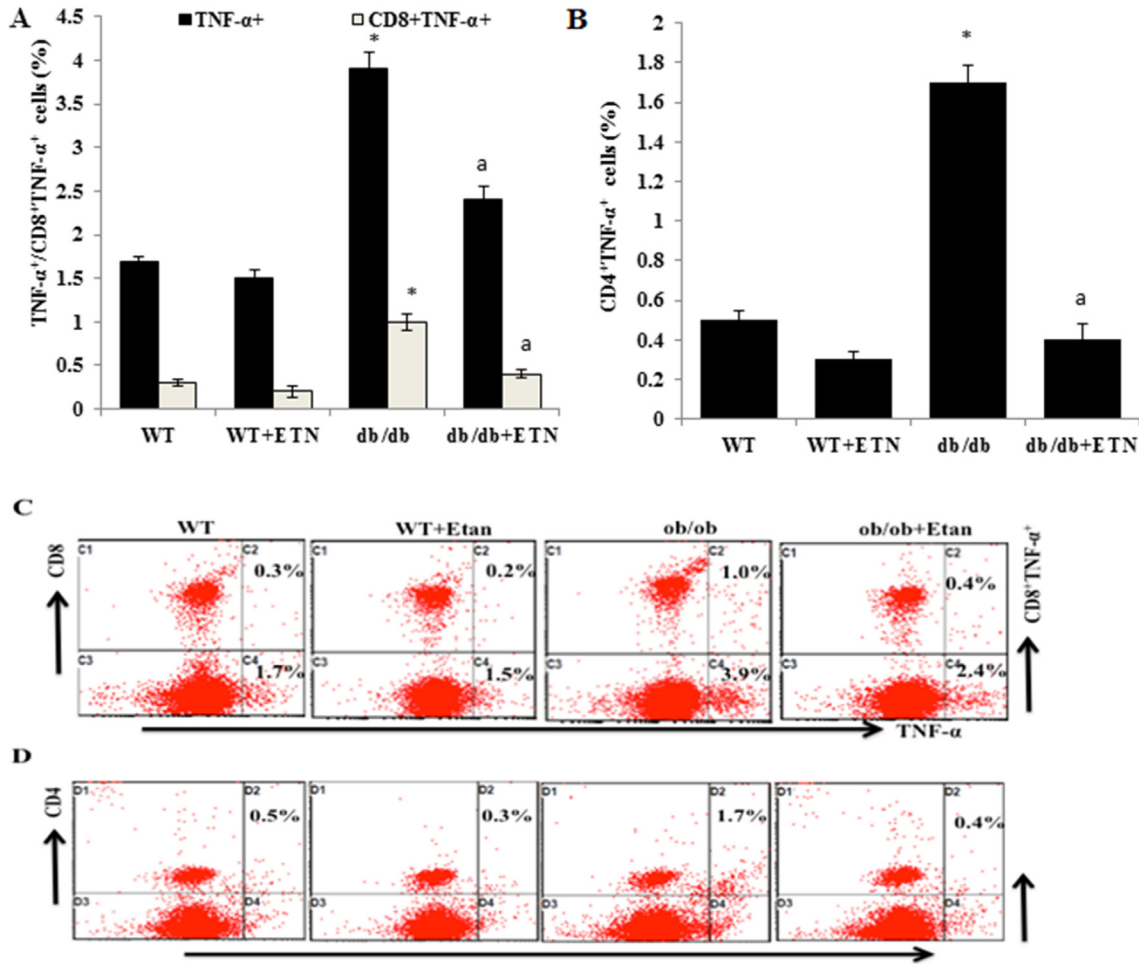 A
TNF-α+ CD8+TNF-α+
TNF-α⁺/CD8⁺TNF-α⁺ cells (%)
4.5
4
3.5
3
2.5
2
1.5
1
0.5
0
*
*
a
a
WT WT+ETN db/db db/db+ETN
B
CD4⁺TNF-α⁺ cells (%)
2
1.8
1.6
1.4
1.2
1
0.8
0.6
0.4
0.2
0
*
a
WT WT+ETN db/db db/db+ETN
C
WT WT+Etan ob/ob ob/ob+Etan
CD8
CD8⁺TNF-α⁺
C1 C2 C1 C2 C1 C2 C1 C2
0.3% 0.2% 1.0% 0.4%
C3 C4 C3 C4 C3 C4 C3 C4
1.7% 1.5% 3.9% 2.4%
TNF-α
D
CD4
D1 D2 D1 D2 D1 D2 D1 D2
0.5% 0.3% 1.7% 0.4%
D3 D4 D3 D4 D3 D4 D3 D4